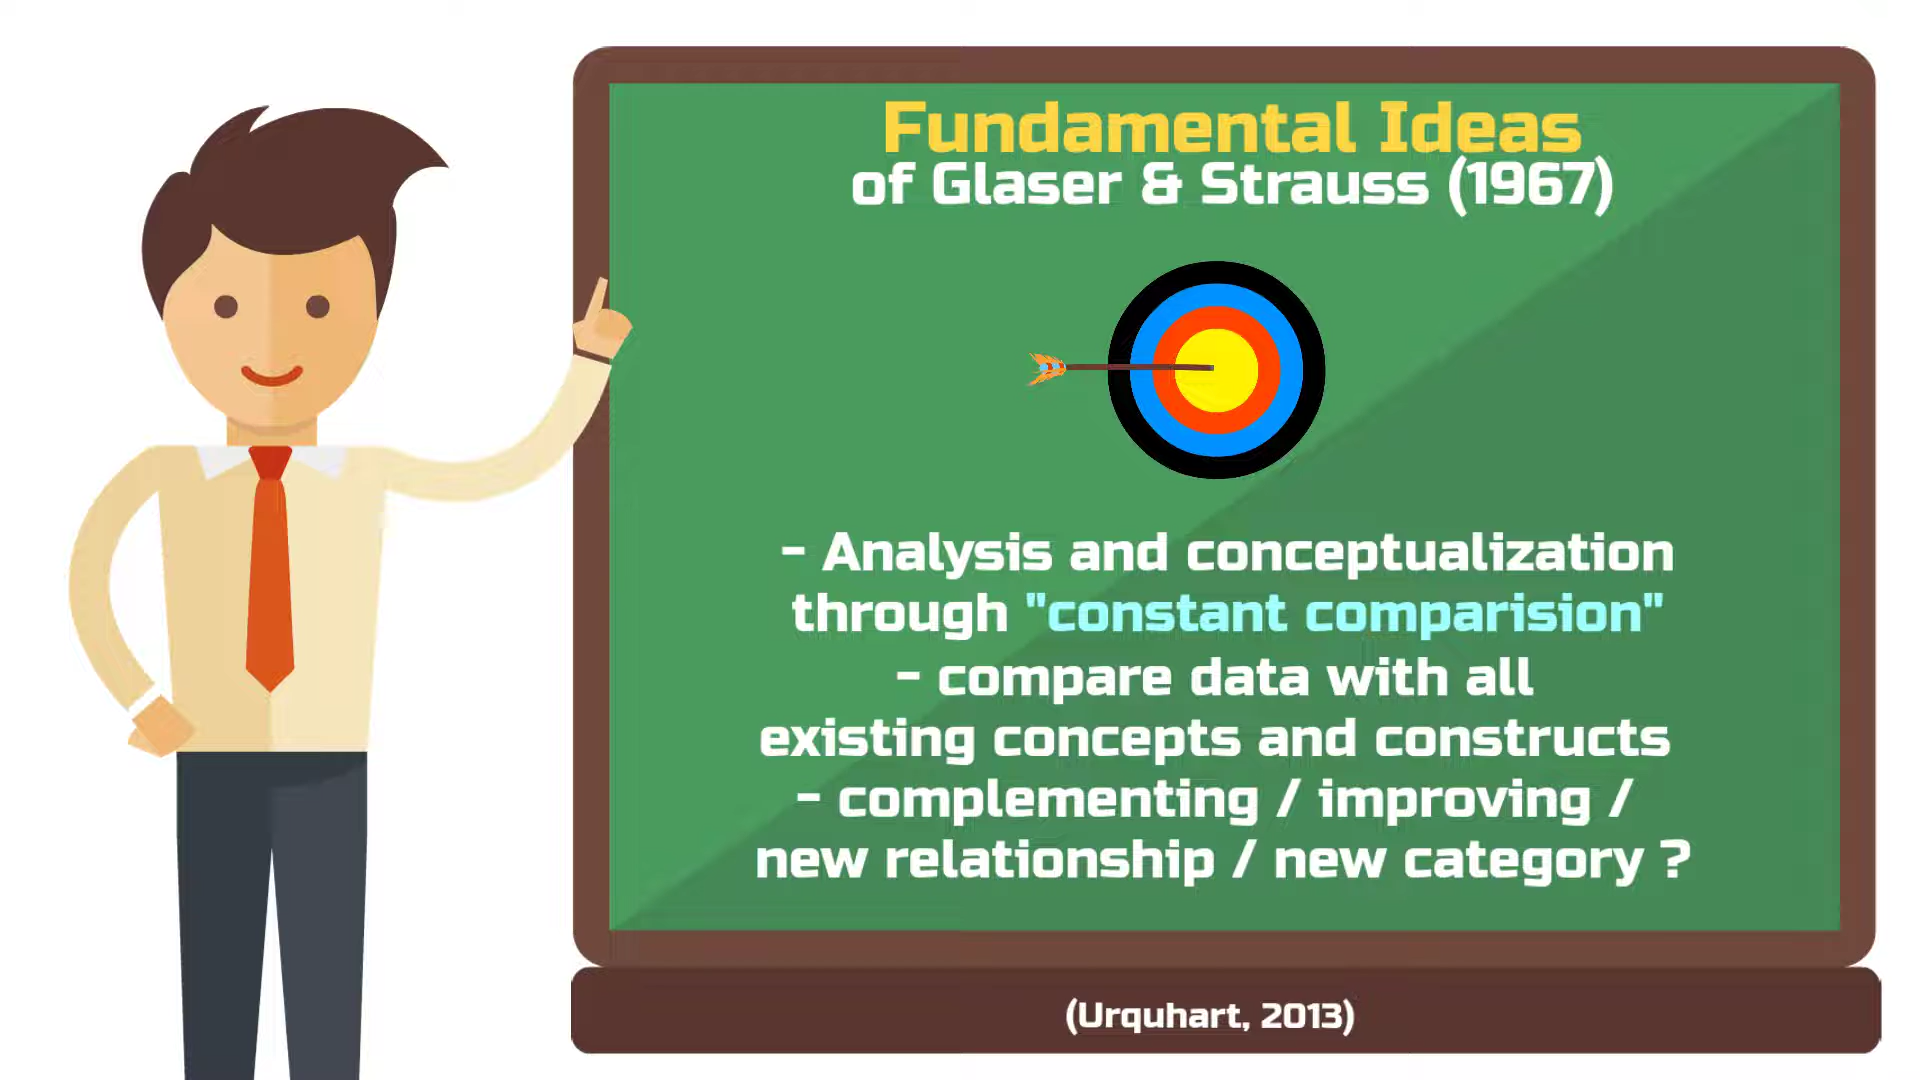 Fundamental Ideas
of Glaser & Strauss (1967)
- Analysis and conceptualization
through "constant comparision"
- compare data with all
existing concepts and constructs
- complementing / improving /
new relationship / new category ?
(Urquhart, 2013)